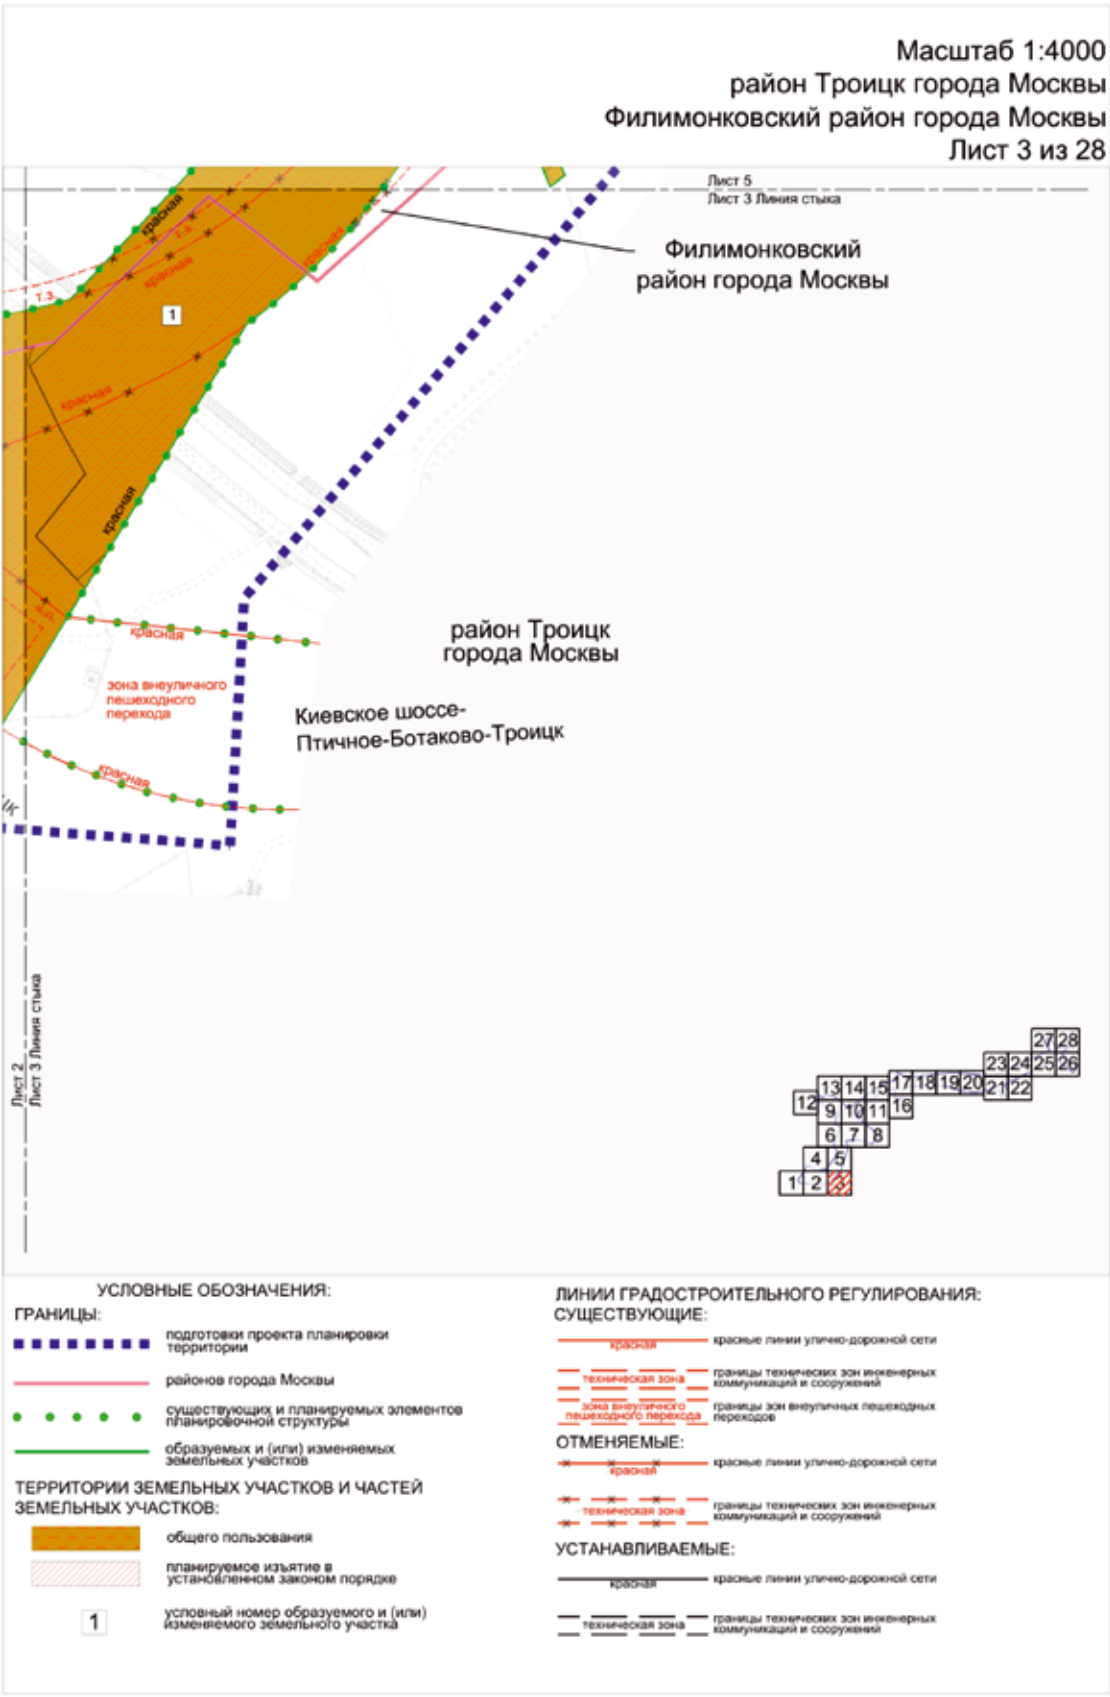 Масштаб 1:4000
район Троицк города Москвы
Филимонковский район города Москвы
Лист 3 из 28
Лист 5
Лист 3 Линия стыка
красная
т.з.
красная
красная
Филимонковский
район города Москвы
т.з.
1
красная
красная
красная
район Троицк
города Москвы
зона внеуличного
пешеходного
перехода
Киевское шоссе-
Птичное-Ботаково-Троицк
красная
Лист 2
Лист 3 Линия стыка
27 28
23 24 25 26
13 14 15 17 18 19 20 21 22
12 9 10 11 16
6 7 8
4 5
1 2 3
УСЛОВНЫЕ ОБОЗНАЧЕНИЯ:
ГРАНИЦЫ:
подготовки проекта планировки
территории
районов города Москвы
существующих и планируемых элементов
планировочной структуры
образуемых и (или) изменяемых
земельных участков
ТЕРРИТОРИИ ЗЕМЕЛЬНЫХ УЧАСТКОВ И ЧАСТЕЙ
ЗЕМЕЛЬНЫХ УЧАСТКОВ:
общего пользования
планируемое изъятие в
установленном законом порядке
1
условный номер образуемого и (или)
изменяемого земельного участка
ЛИНИИ ГРАДОСТРОИТЕЛЬНОГО РЕГУЛИРОВАНИЯ:
СУЩЕСТВУЮЩИЕ:
красная
красные линии улично-дорожной сети
техническая зона
границы технических зон инженерных
коммуникаций и сооружений
зона внеуличного
пешеходного перехода
границы зон внеуличных пешеходных
переходов
ОТМЕНЯЕМЫЕ:
красная
красные линии улично-дорожной сети
техническая зона
границы технических зон инженерных
коммуникаций и сооружений
УСТАНАВЛИВАЕМЫЕ:
красная
красные линии улично-дорожной сети
техническая зона
границы технических зон инженерных
коммуникаций и сооружений